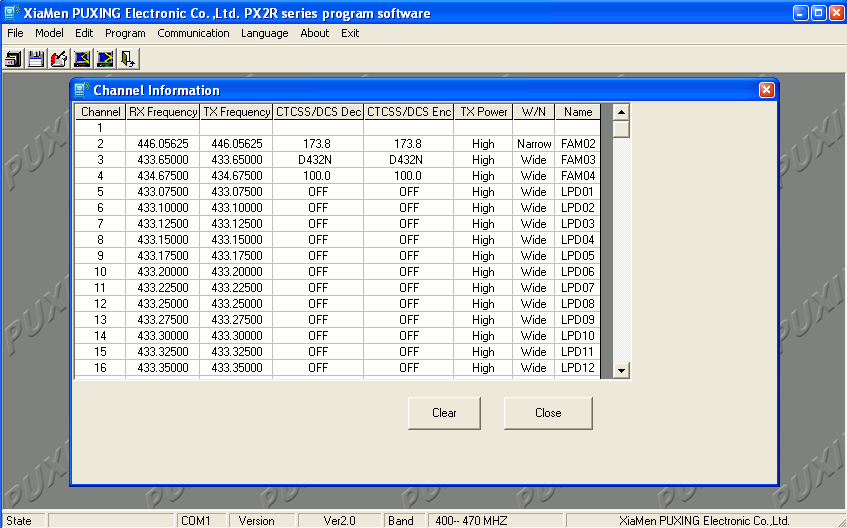 XiaMen PUXING Electronic Co.,Ltd. PX2R series program software
File Model Edit Program Communication Language About Exit
Channel Information
Channel RX Frequency TX Frequency CTCSS/DCS Dec CTCSS/DCS Enc TX Power W/N Name
1
2 446.05625 446.05625 173.8 173.8 High Narrow FAM02
3 433.65000 433.65000 D432N D432N High Wide FAM03
4 434.67500 434.67500 100.0 100.0 High Wide FAM04
5 433.07500 433.07500 OFF OFF High Wide LPD01
6 433.10000 433.10000 OFF OFF High Wide LPD02
7 433.12500 433.12500 OFF OFF High Wide LPD03
8 433.15000 433.15000 OFF OFF High Wide LPD04
9 433.17500 433.17500 OFF OFF High Wide LPD05
10 433.20000 433.20000 OFF OFF High Wide LPD06
11 433.22500 433.22500 OFF OFF High Wide LPD07
12 433.25000 433.25000 OFF OFF High Wide LPD08
13 433.27500 433.27500 OFF OFF High Wide LPD09
14 433.30000 433.30000 OFF OFF High Wide LPD10
15 433.32500 433.32500 OFF OFF High Wide LPD11
16 433.35000 433.35000 OFF OFF High Wide LPD12
Clear Close
State COM1 Version Ver2.0 Band 400-- 470 MHZ XiaMen PUXING Electronic Co.,Ltd.